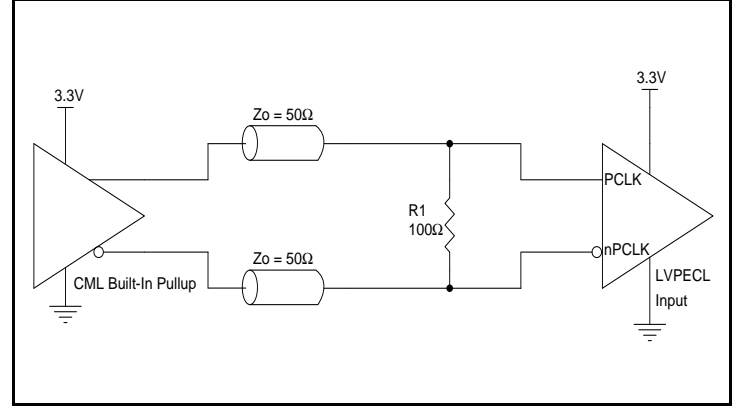 3.3V
3.3V
Zo = 50Ω
PCLK
R1
100Ω
Zo = 50Ω
nPCLK
CML Built-In Pullup
LVPECL
Input